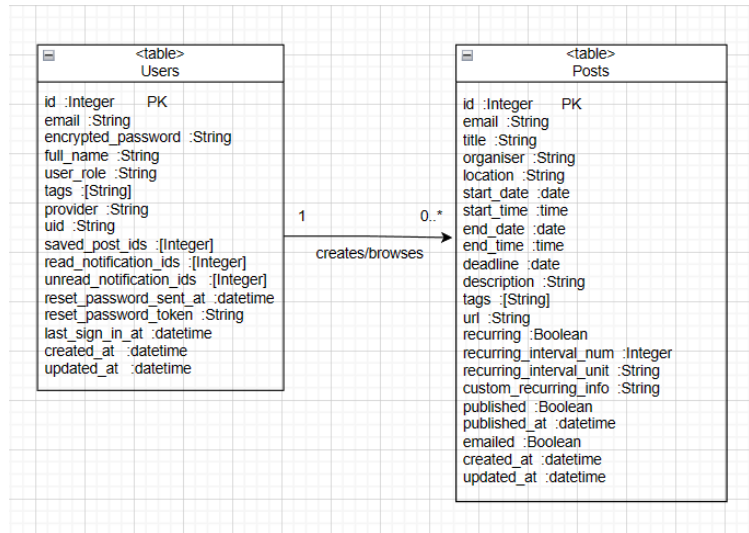 <table>
Users
id :Integer PK
email :String
encrypted_password :String
full_name :String
user_role :String
tags :[String]
provider :String
uid :String
saved_post_ids :[Integer]
read_notification_ids :[Integer]
unread_notification_ids :[Integer]
reset_password_sent_at :datetime
reset_password_token :String
last_sign_in_at :datetime
created_at :datetime
updated_at :datetime
1
0..*
creates/browses
<table>
Posts
id :Integer PK
email :String
title :String
organiser :String
location :String
start_date :date
start_time :time
end_date :date
end_time :time
deadline :date
description :String
tags :[String]
url :String
recurring :Boolean
recurring_interval_num :Integer
recurring_interval_unit :String
custom_recurring_info :String
published :Boolean
published_at :datetime
emailed :Boolean
created_at :datetime
updated_at :datetime